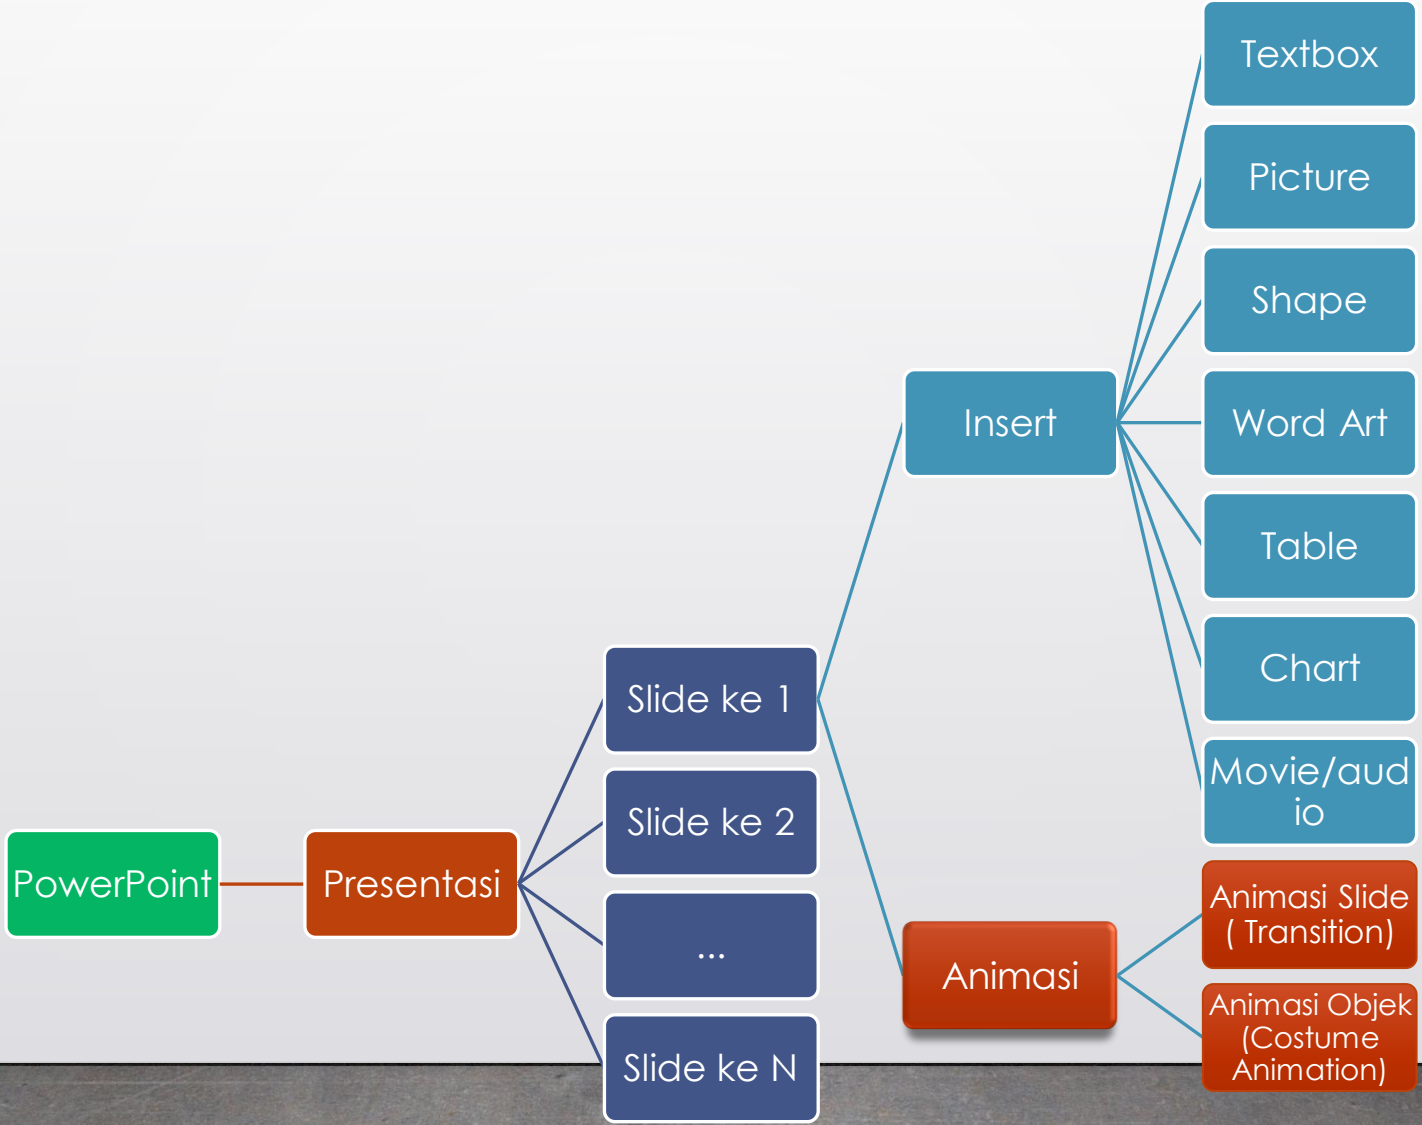 PowerPoint
Presentasi
Slide ke 1
Slide ke 2
...
Slide ke N
Insert
Textbox
Picture
Shape
Word Art
Table
Chart
Movie/aud
io
Animasi
Animasi Slide
( Transition)
Animasi Objek
(Costume
Animation)